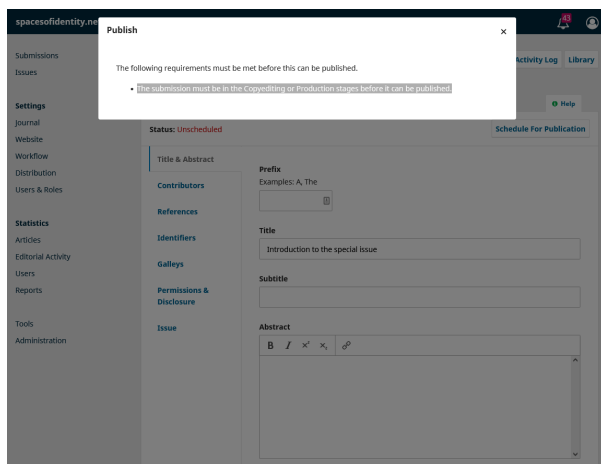 spacesofidentity.ne
43
Publish
×
The following requirements must be met before this can be published.
• The submission must be in the Copyediting or Production stages before it can be published.
Submissions
Issues
Settings
Journal
Website
Workflow
Distribution
Users & Roles
Statistics
Articles
Editorial Activity
Users
Reports
Tools
Administration
Activity Log Library
Help
Status: Unscheduled
Schedule For Publication
Title & Abstract
Contributors
References
Identifiers
Galleys
Permissions &
Disclosure
Issue
Prefix
Examples: A, The
Title
Introduction to the special issue
Subtitle
Abstract
B I x² x₂